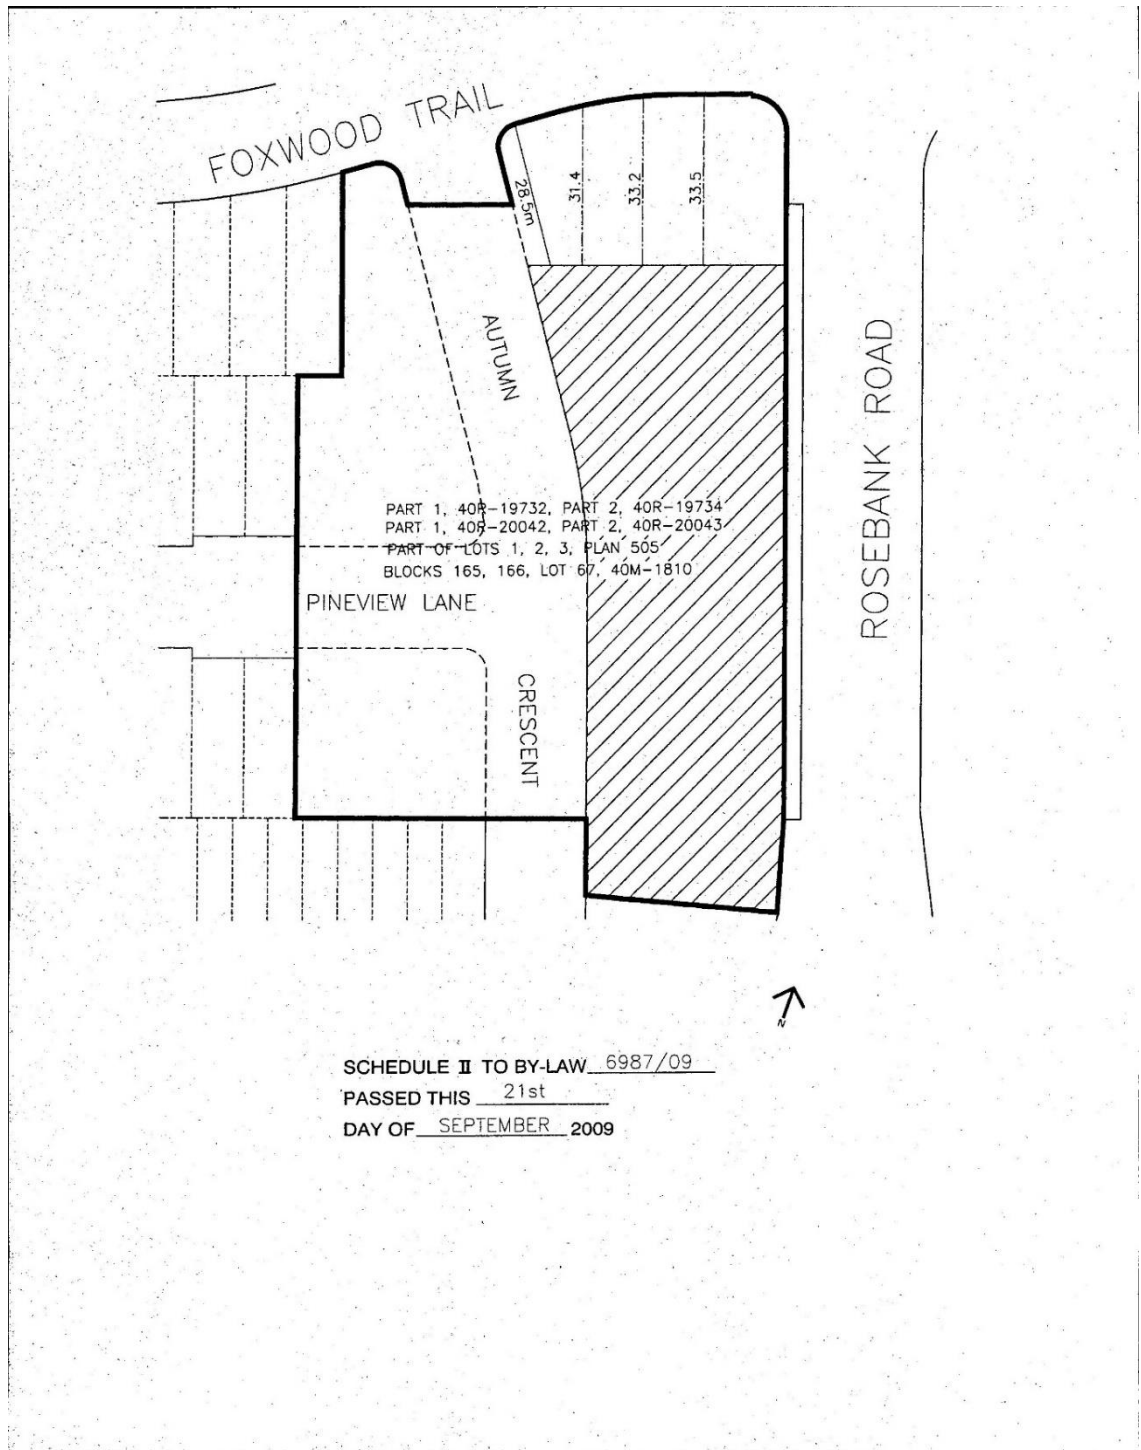 FOXWOOD TRAIL
28.5m
31.4
33.2
33.5
AUTUMN
ROSEBANK ROAD
PART 1, 40R-19732, PART 2, 40R-19734
PART 1, 40R-20042, PART 2, 40R-20043
PART OF LOTS 1, 2, 3, PLAN 505
BLOCKS 165, 166, LOT 67, 40M-1810
PINEVIEW LANE
CRESCENT
N
SCHEDULE II TO BY-LAW 6987/09
PASSED THIS 21st
DAY OF SEPTEMBER 2009